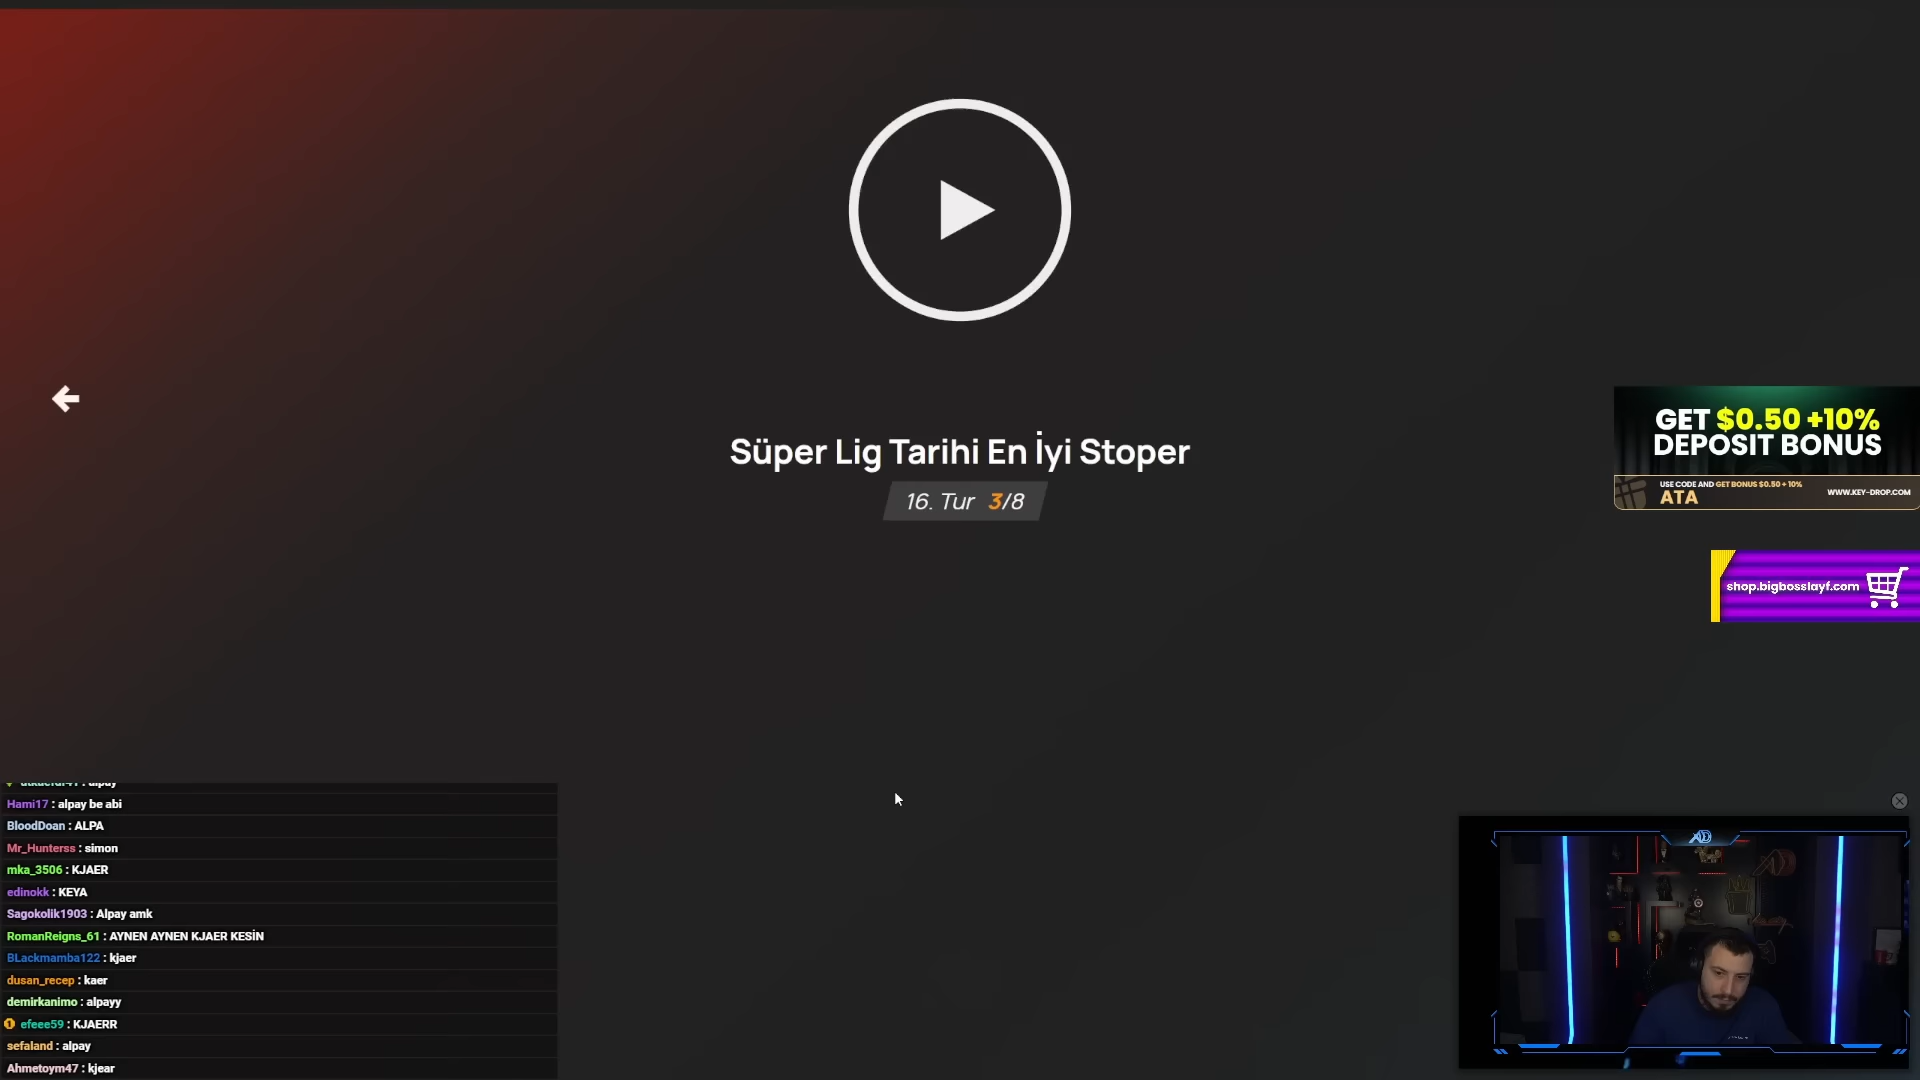 Süper Lig Tarihi En İyi Stoper
16. Tur 3/8
GET $0.50 +10%
DEPOSIT BONUS
USE CODE AND GET BONUS $0.50 + 10%
ATA
WWW.KEY-DROP.COM
shop.bigbosslayf.com
Hami17 : alpay be abi
BloodDoan : ALPA
Mr_Hunterss : simon
mka_3506 : KJAER
edinokk : KEYA
Sagokolik1903 : Alpay amk
RomanReigns_61 : AYNEN AYNEN KJAER KESİN
BLackmamba122 : kjaer
dusan_recep : kaer
demirkanimo : alpayy
1 efeee59 : KJAERR
sefaland : alpay
Ahmetoym47 : kjear